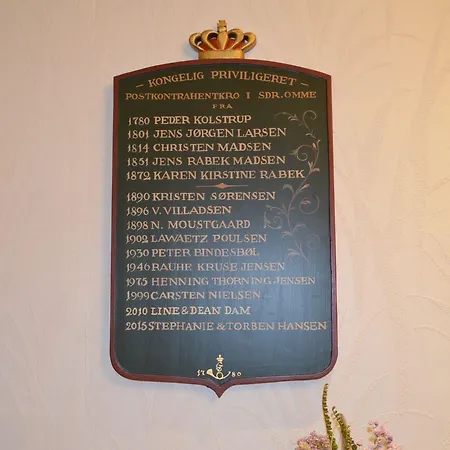 - KONGELIG PRIVILIGERET -
POSTKONTRAHENTKRO I SDR. OMME
FRA
1780 PEDER KOLSTRUP
1801 JENS JØRGEN LARSEN
1814 CHRISTEN MADSEN
1851 JENS RABEK MADSEN
1872 KAREN KIRSTINE RABEK
1890 KRISTEN SØRENSEN
1896 V. VILLADSEN
1898 N. MOUSTGAARD
1902 LAWAETZ POULSEN
1930 PETER BINDESBØL
1946 RAUHE KRUSE JENSEN
1975 HENNING THORNING JENSEN
1999 CARSTEN NIELSEN
2010 LINE & DEAN DAM
2015 STEPHANIE & TORBEN HANSEN
17 80